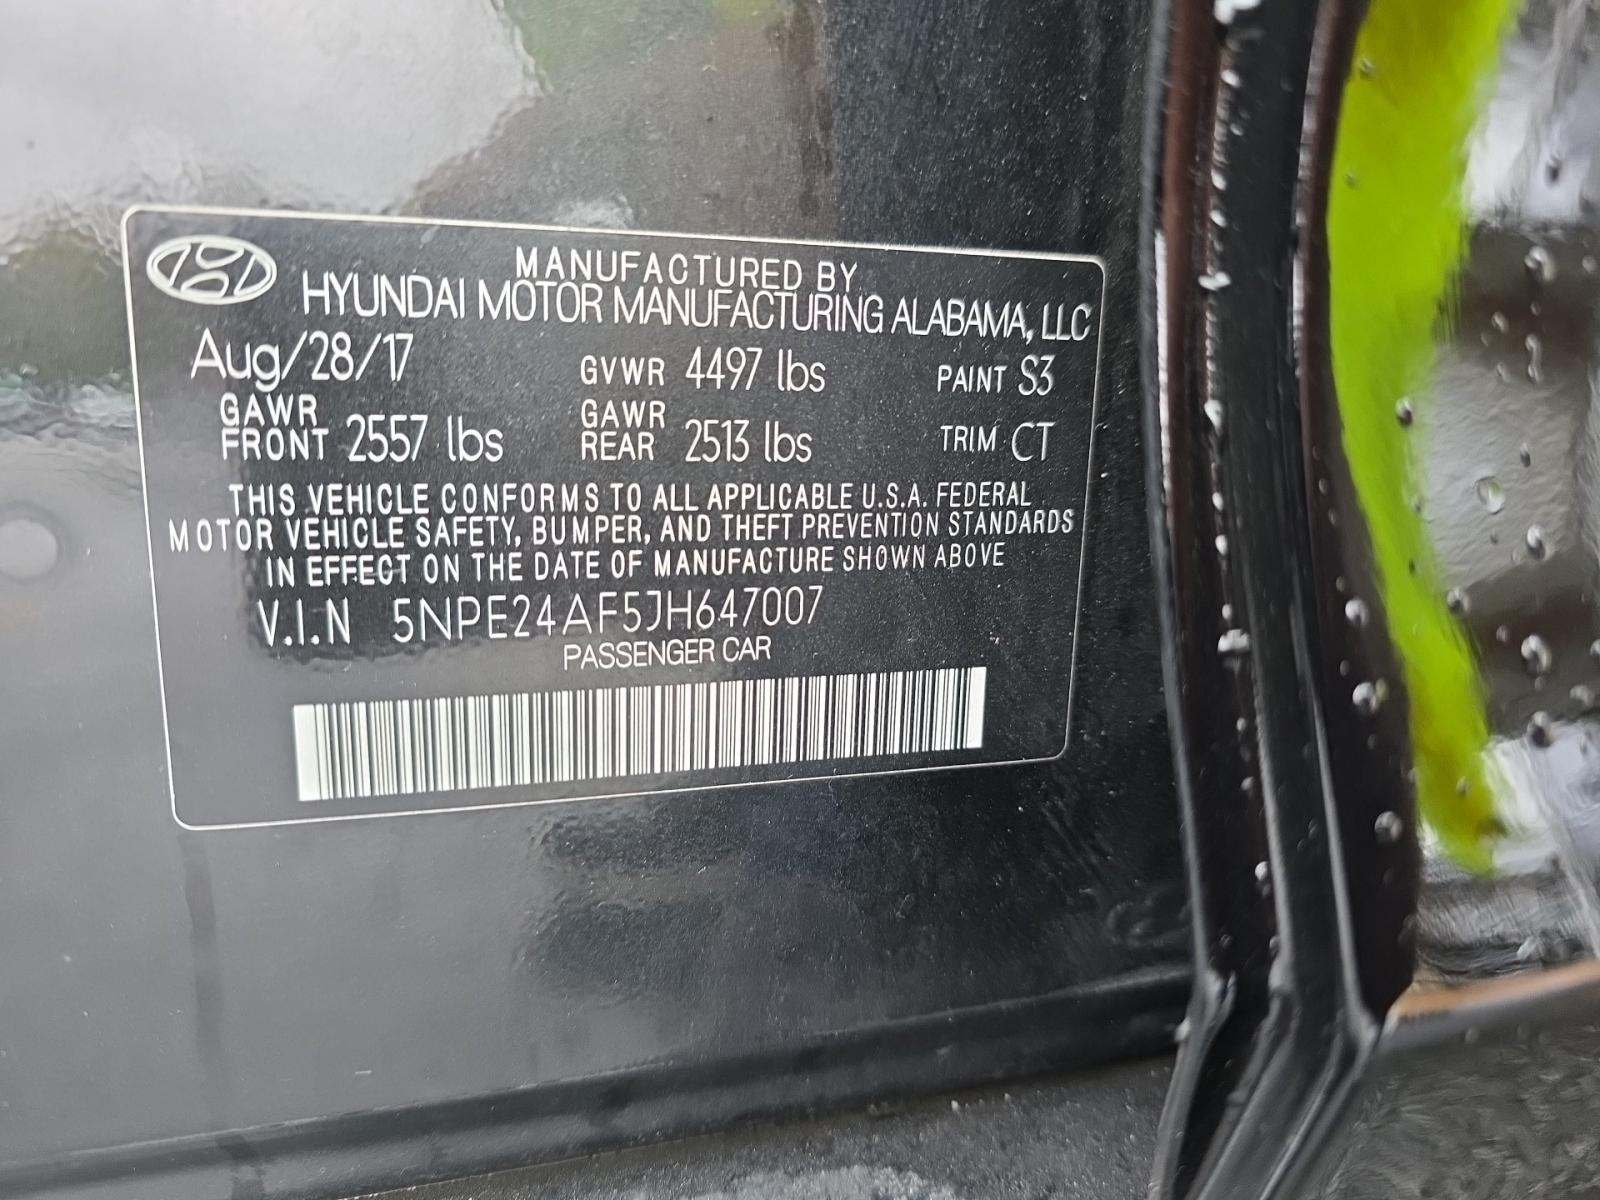 MANUFACTURED BY
HYUNDAI MOTOR MANUFACTURING ALABAMA, LLC
Aug/28/17 GVWR 4497 lbs PAINT S3
GAWR FRONT 2557 lbs GAWR REAR 2513 lbs TRIM CT
THIS VEHICLE CONFORMS TO ALL APPLICABLE U.S.A. FEDERAL
MOTOR VEHICLE SAFETY, BUMPER, AND THEFT PREVENTION STANDARDS
IN EFFECT ON THE DATE OF MANUFACTURE SHOWN ABOVE
V.I.N 5NPE24AF5JH647007
PASSENGER CAR